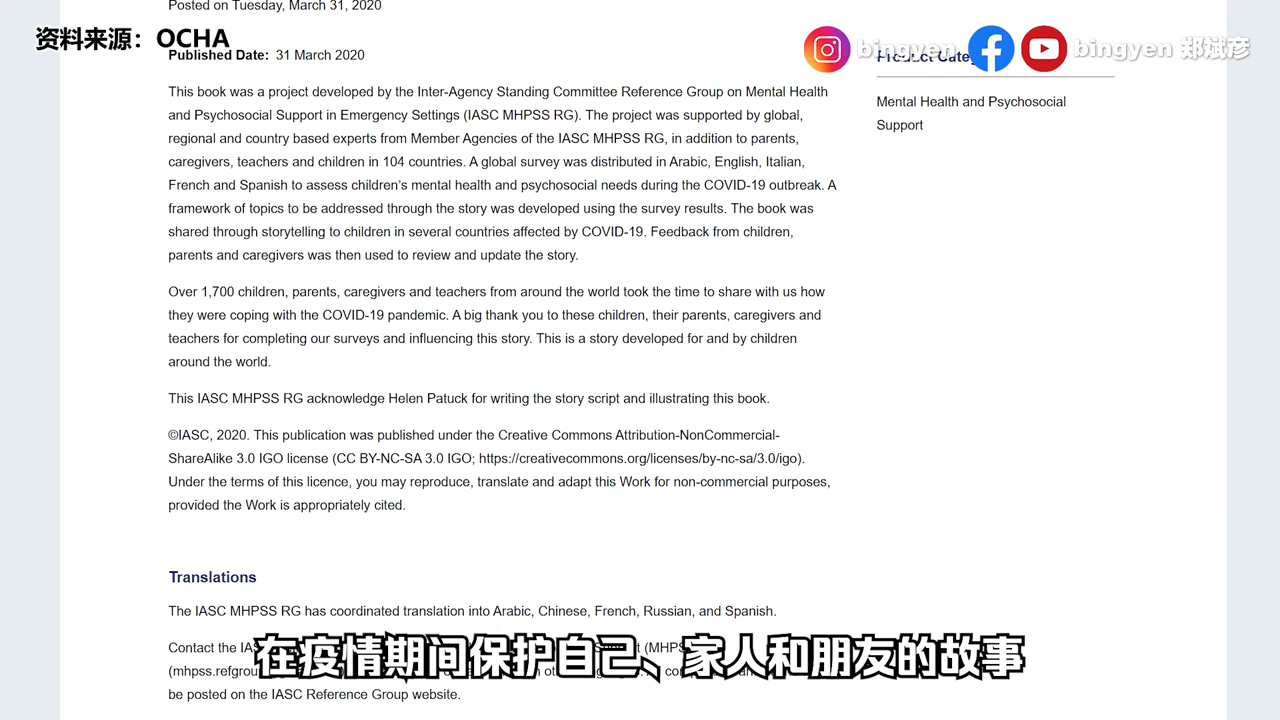 Posted on Tuesday, March 31, 2020
资料来源：OCHA
Published Date: 31 March 2020
bingyen
bingyen 郑斌彦
This book was a project developed by the Inter-Agency Standing Committee Reference Group on Mental Health
and Psychosocial Support in Emergency Settings (IASC MHPSS RG). The project was supported by global,
regional and country based experts from Member Agencies of the IASC MHPSS RG, in addition to parents,
caregivers, teachers and children in 104 countries. A global survey was distributed in Arabic, English, Italian,
French and Spanish to assess children's mental health and psychosocial needs during the COVID-19 outbreak. A
framework of topics to be addressed through the story was developed using the survey results. The book was
shared through storytelling to children in several countries affected by COVID-19. Feedback from children,
parents and caregivers was then used to review and update the story.
Over 1,700 children, parents, caregivers and teachers from around the world took the time to share with us how
they were coping with the COVID-19 pandemic. A big thank you to these children, their parents, caregivers and
teachers for completing our surveys and influencing this story. This is a story developed for and by children
around the world.
This IASC MHPSS RG acknowledge Helen Patuck for writing the story script and illustrating this book.
©IASC, 2020. This publication was published under the Creative Commons Attribution-NonCommercial-
ShareAlike 3.0 IGO license (CC BY-NC-SA 3.0 IGO; https://creativecommons.org/licenses/by-nc-sa/3.0/igo).
Under the terms of this licence, you may reproduce, translate and adapt this Work for non-commercial purposes,
provided the Work is appropriately cited.
Product
Mental Health and Psychosocial
Support
Translations
The IASC MHPSS RG has coordinated translation into Arabic, Chinese, French, Russian, and Spanish.
Contact the
在疫情期间保护自己、家人和朋友的故事
be posted on the IASC Reference Group website.